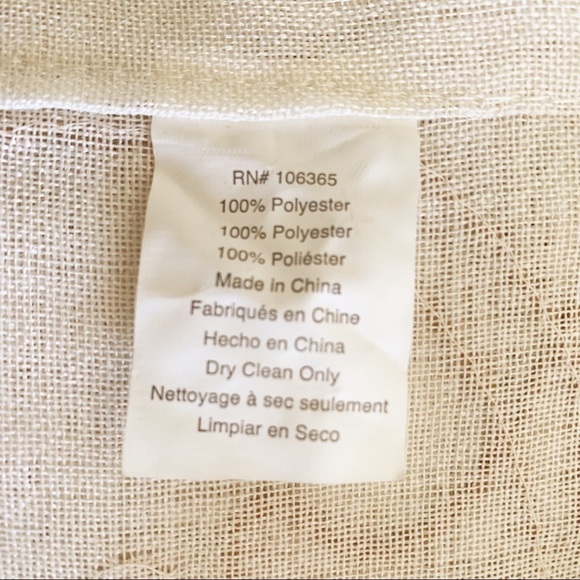 RN# 106365
100% Polyester
100% Polyester
100% Poliéster
Made in China
Fabriqués en Chine
Hecho en China
Dry Clean Only
Nettoyage à sec seulement
Limpiar en Seco